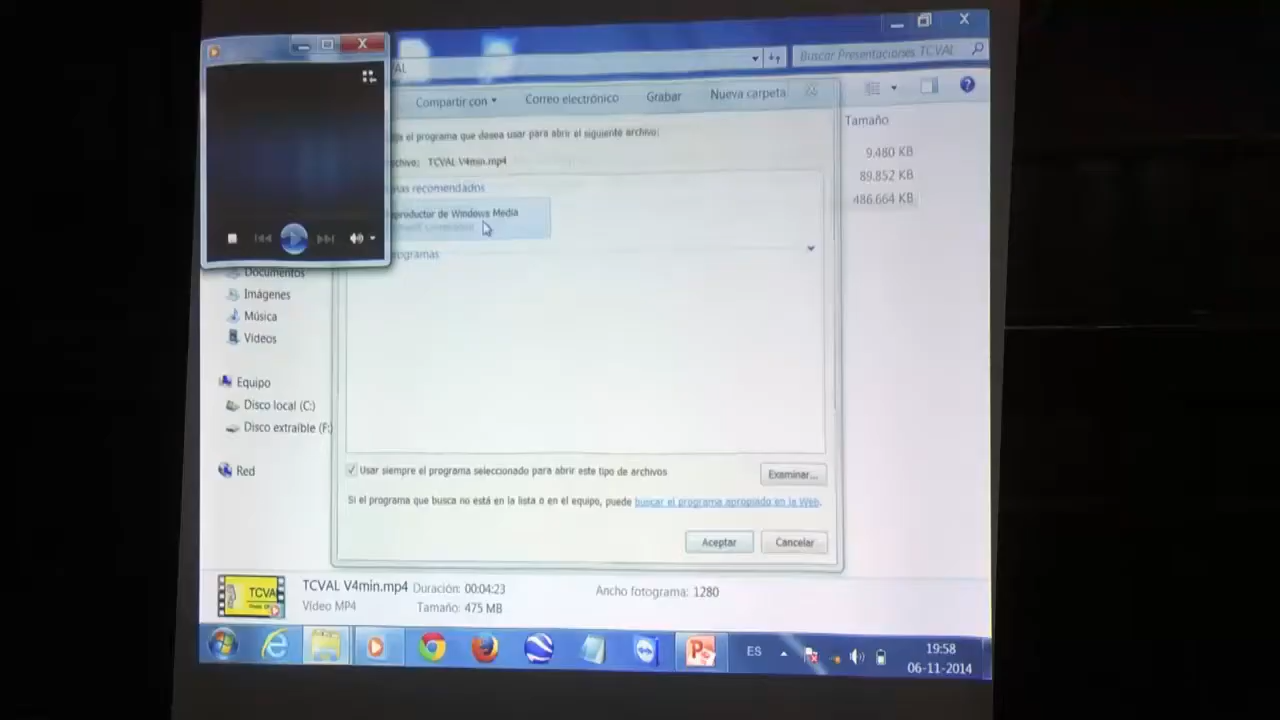 AL
Buscar Presentaciones TCVAL
Compartir con
Correo electrónico
Grabar
Nueva carpeta
el programa que desea usar para abrir el siguiente archivo:
TCVAL V4min.mp4
recomendados
Reproductor de Windows Media
Tamaño
9.480 KB
89.852 KB
486.664 KB
Documentos
Imágenes
Música
Vídeos
Equipo
Disco local (C:)
Disco extraíble (F:)
Red
Usar siempre el programa seleccionado para abrir este tipo de archivos
Examinar...
Si el programa que busca no está en la lista o en el equipo, puede buscar el programa apropiado en la Web.
Aceptar
Cancelar
TCVAL
TCVAL V4min.mp4 Duración: 00:04:23
Ancho fotograma: 1280
Vídeo MP4
Tamaño: 475 MB
ES
19:58
06-11-2014